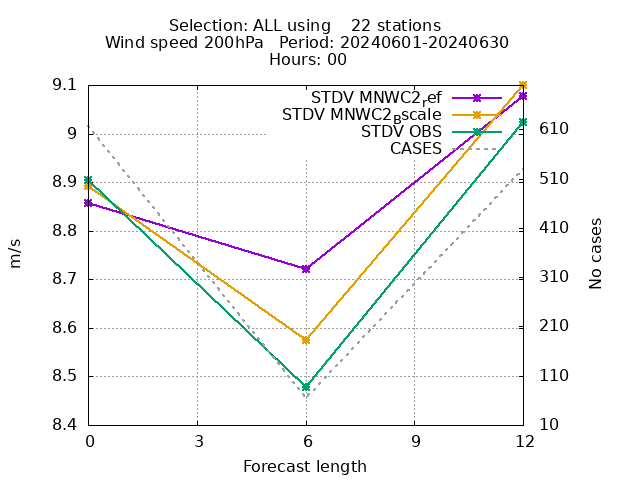 Selection: ALL using 22 stations
Wind speed 200hPa Period: 20240601-20240630
Hours: 00
STDV MNWC2_ref
STDV MNWC2_Bscale
STDV OBS
CASES
9.1
9
8.9
8.8
8.7
8.6
8.5
8.4
m/s
610
510
410
310
210
110
10
No cases
0 3 6 9 12
Forecast length